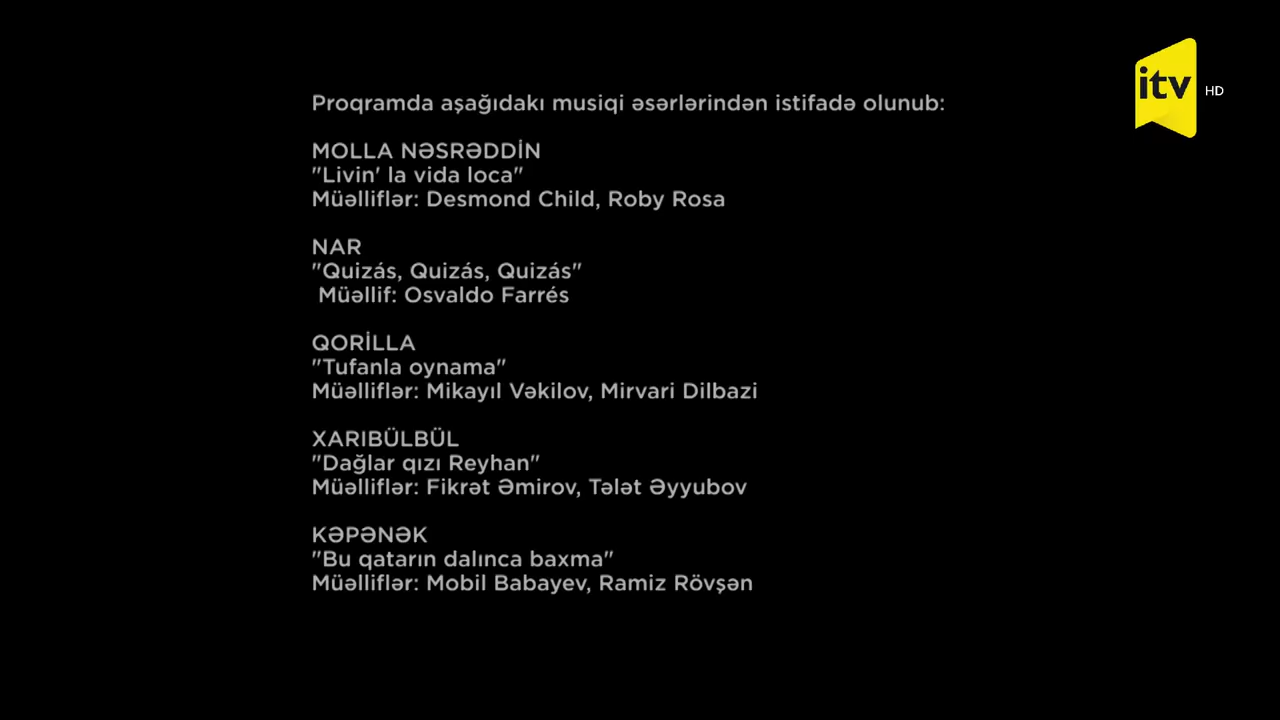 Proqramda aşağıdakı musiqi əsərlərindən istifadə olunub:
MOLLA NƏSRƏDDİN
"Livin' la vida loca"
Müəlliflər: Desmond Child, Roby Rosa
NAR
"Quizás, Quizás, Quizás"
Müəllif: Osvaldo Farrés
QORİLLA
"Tufanla oynama"
Müəlliflər: Mikayıl Vəkilov, Mirvari Dilbazi
XARIBÜLBÜL
"Dağlar qızı Reyhan"
Müəlliflər: Fikrət Əmirov, Tələt Əyyubov
KƏPƏNƏK
"Bu qatarın dalınca baxma"
Müəlliflər: Mobil Babayev, Ramiz Rövşən
itv HD